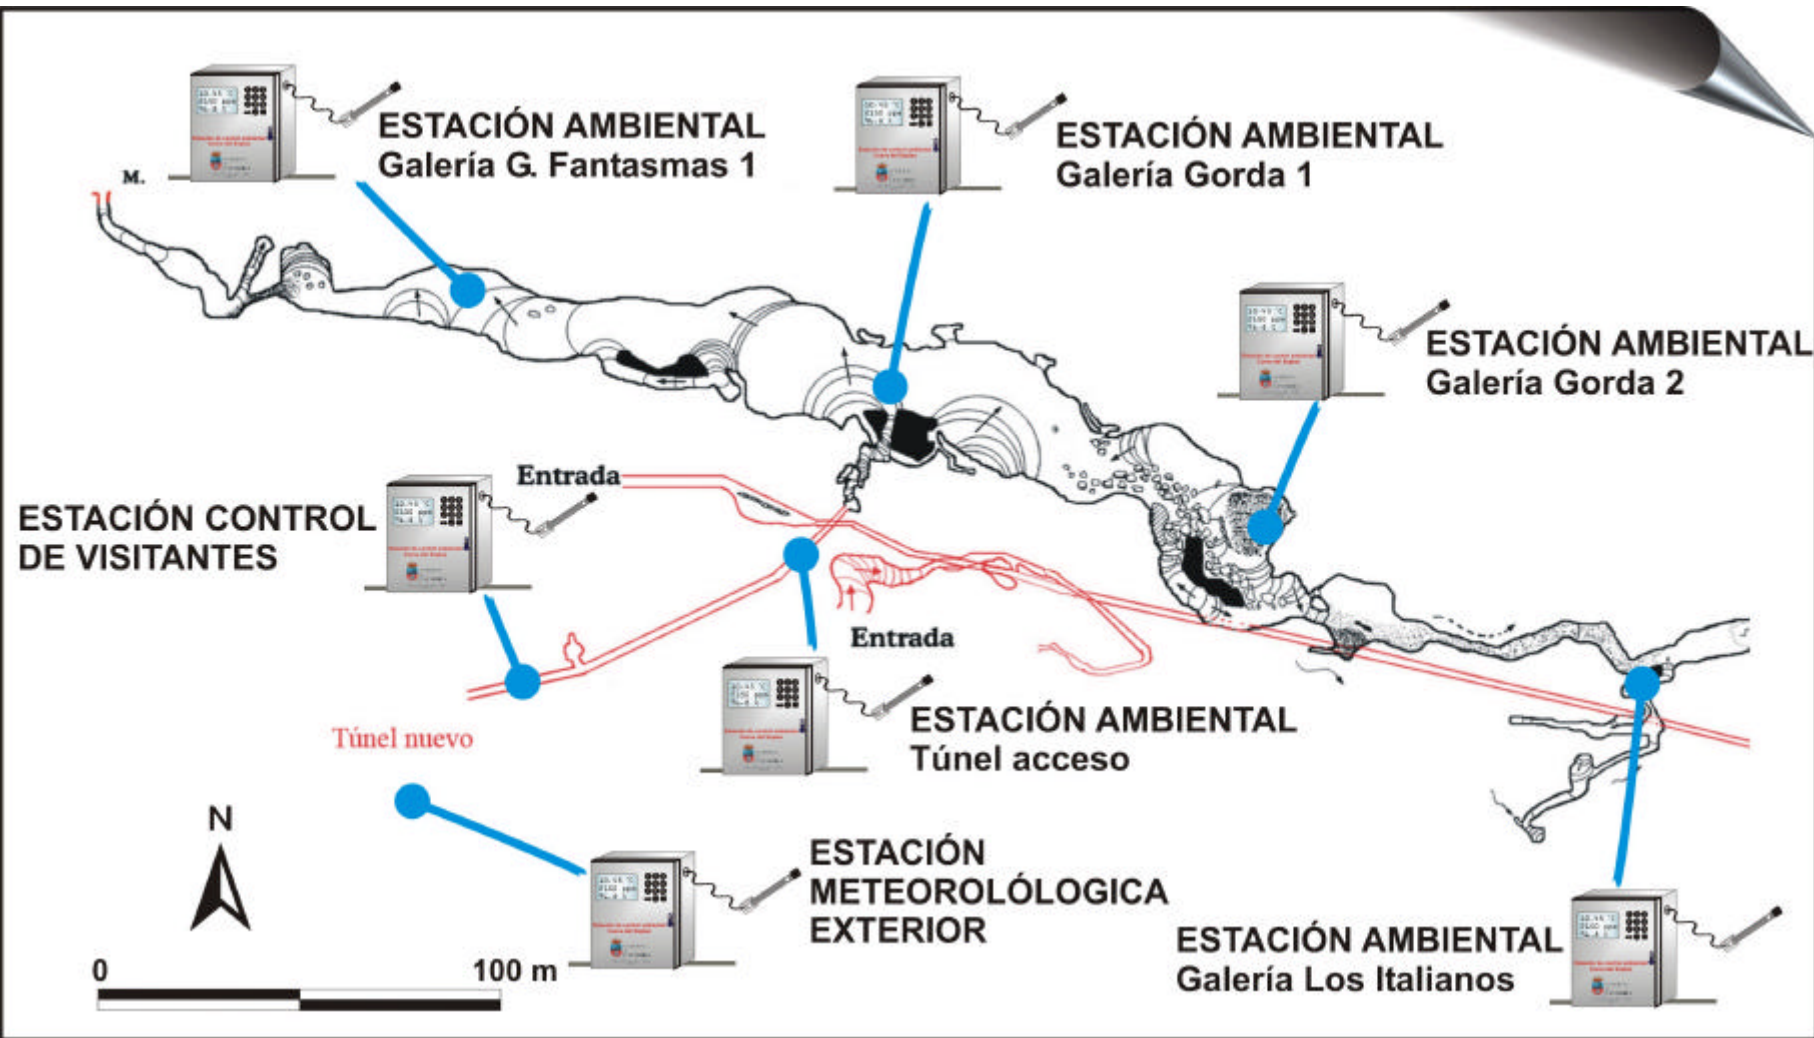 ESTACIÓN AMBIENTAL
Galería G. Fantasmas 1
ESTACIÓN AMBIENTAL
Galería Gorda 1
M.
ESTACIÓN AMBIENTAL
Galería Gorda 2
Entrada
ESTACIÓN CONTROL
DE VISITANTES
Entrada
ESTACIÓN AMBIENTAL
Túnel acceso
Túnel nuevo
N
ESTACIÓN
METEOROLÓLOGICA
EXTERIOR
ESTACIÓN AMBIENTAL
Galería Los Italianos
0
100 m